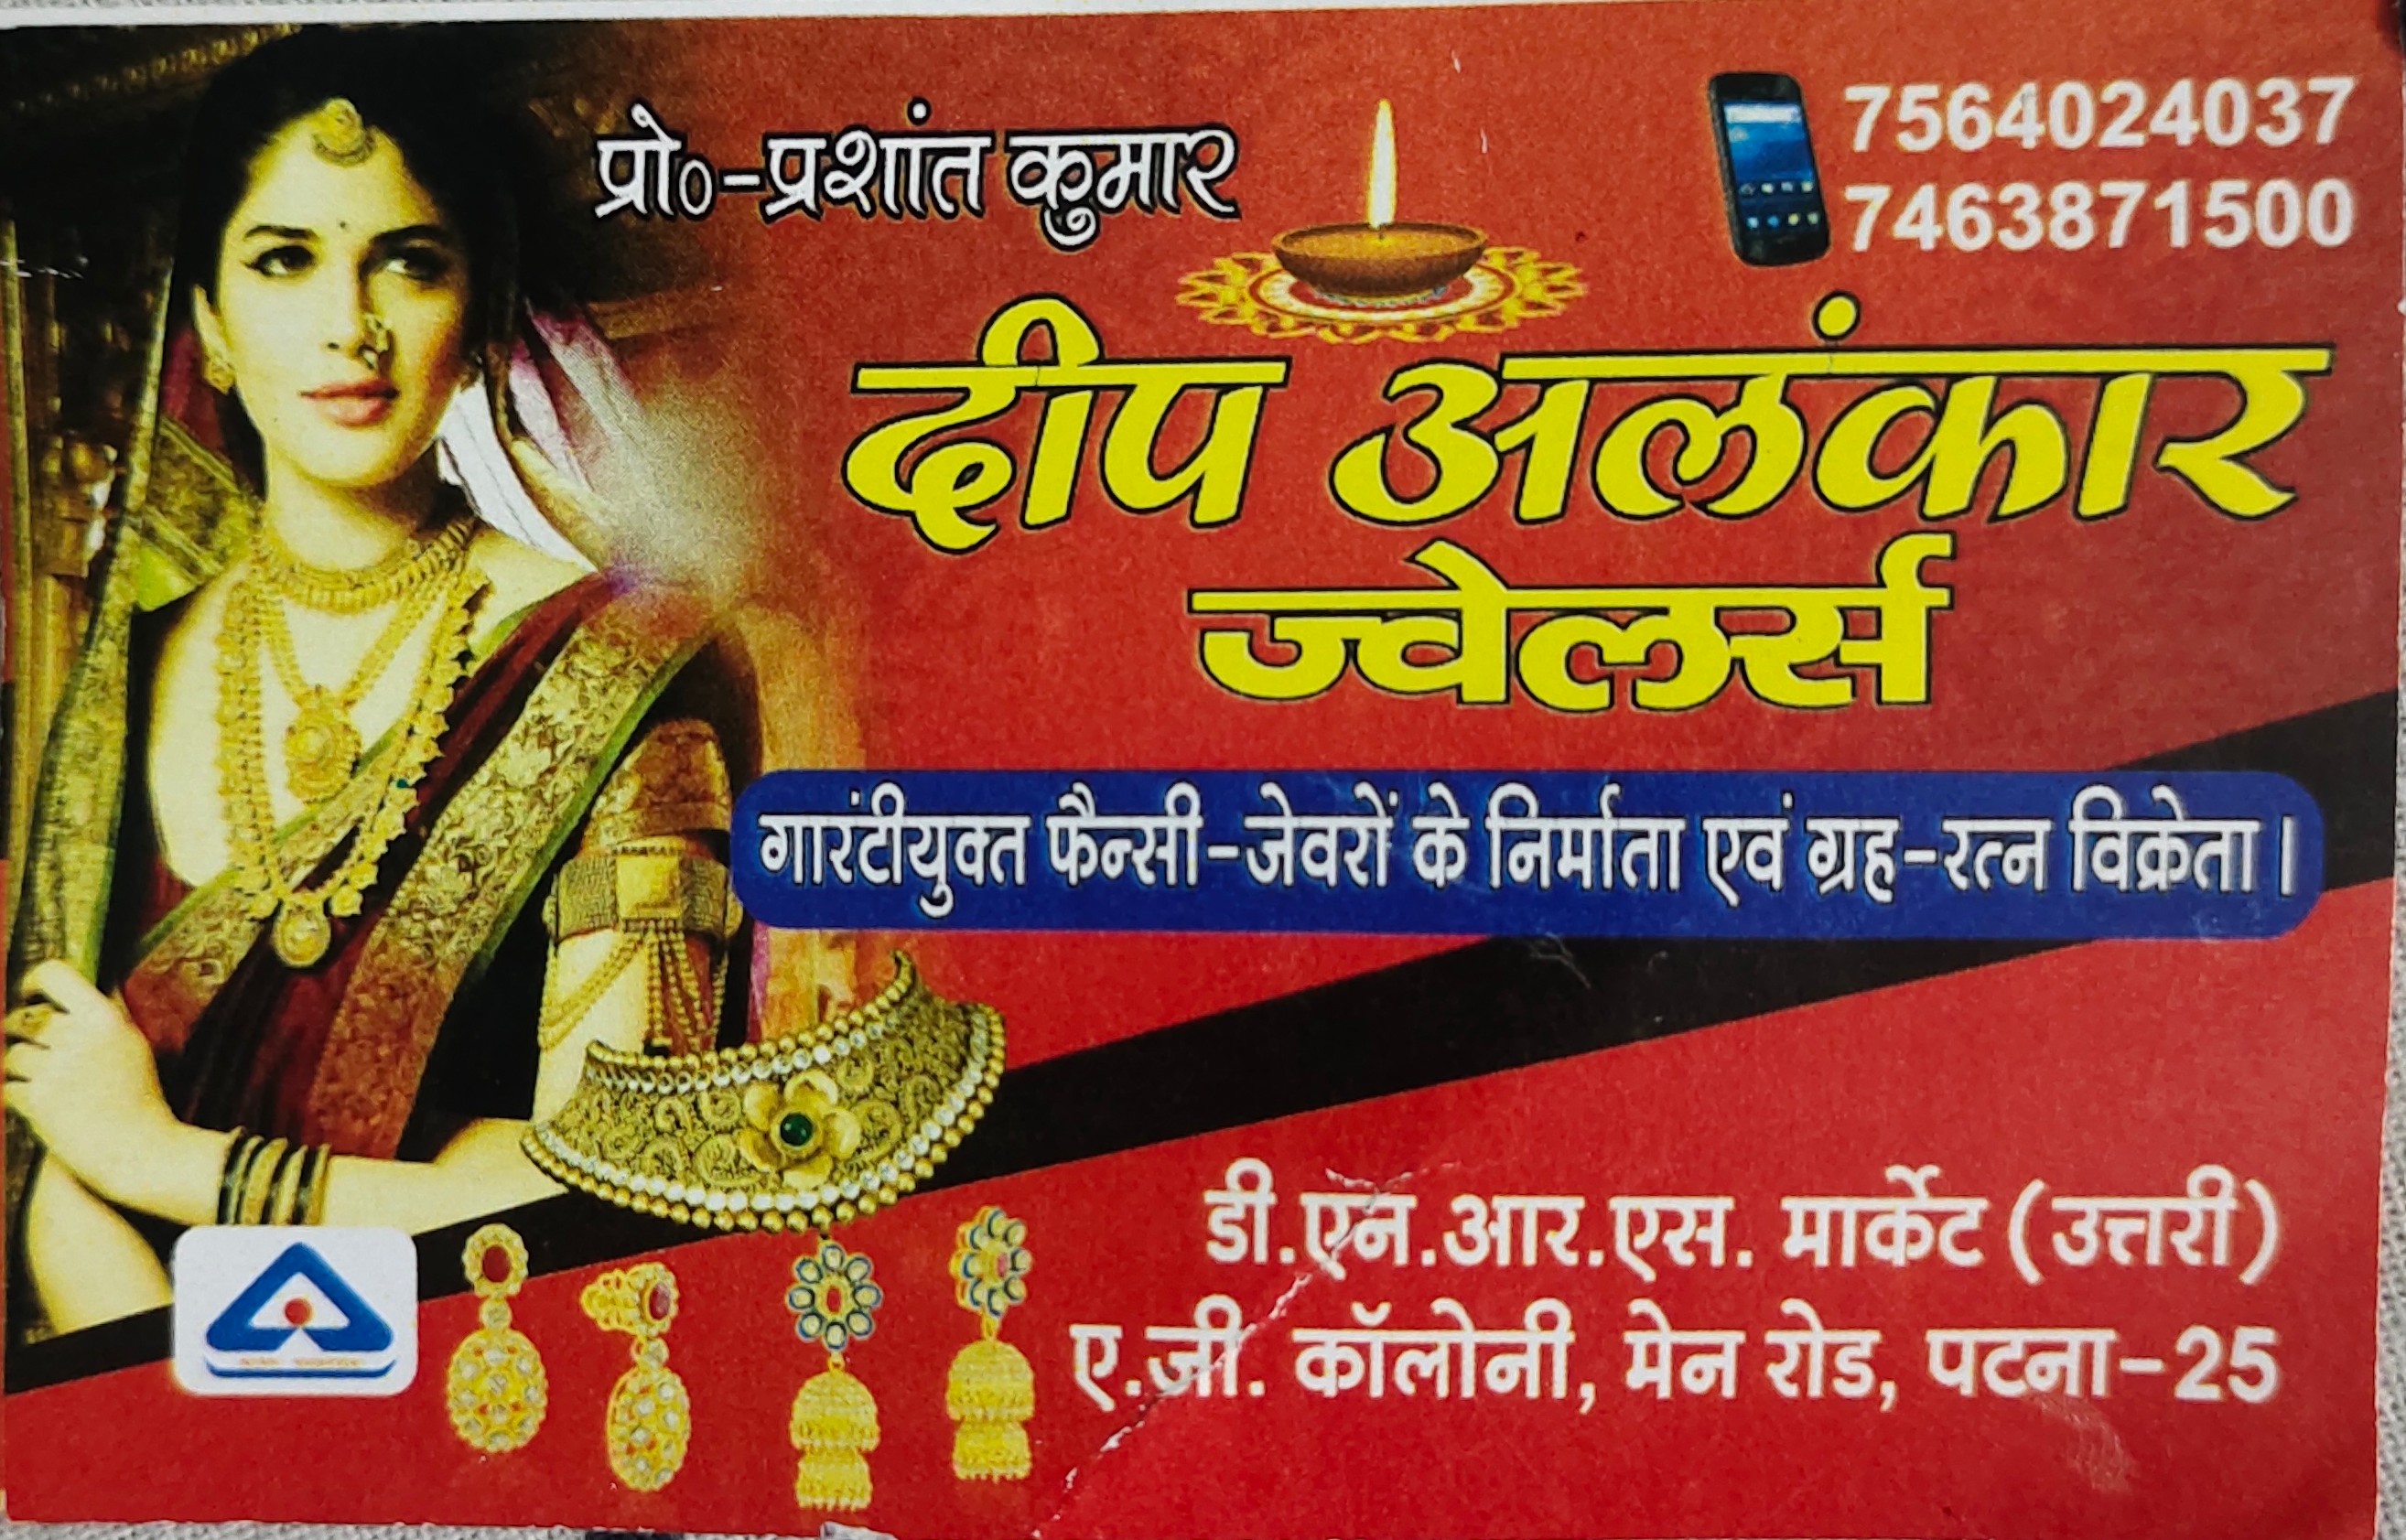 प्रो०-प्रशांत कुमार
7564024037
7463871500
दीप अलंकार
ज्वेलर्स
गारंटीयुक्त फैन्सी-जेवरों के निर्माता एवं ग्रह-रत्न विक्रेता।
डी.एन.आर.एस. मार्केट (उत्तरी)
ए.जी. कॉलोनी, मेन रोड, पटना-25